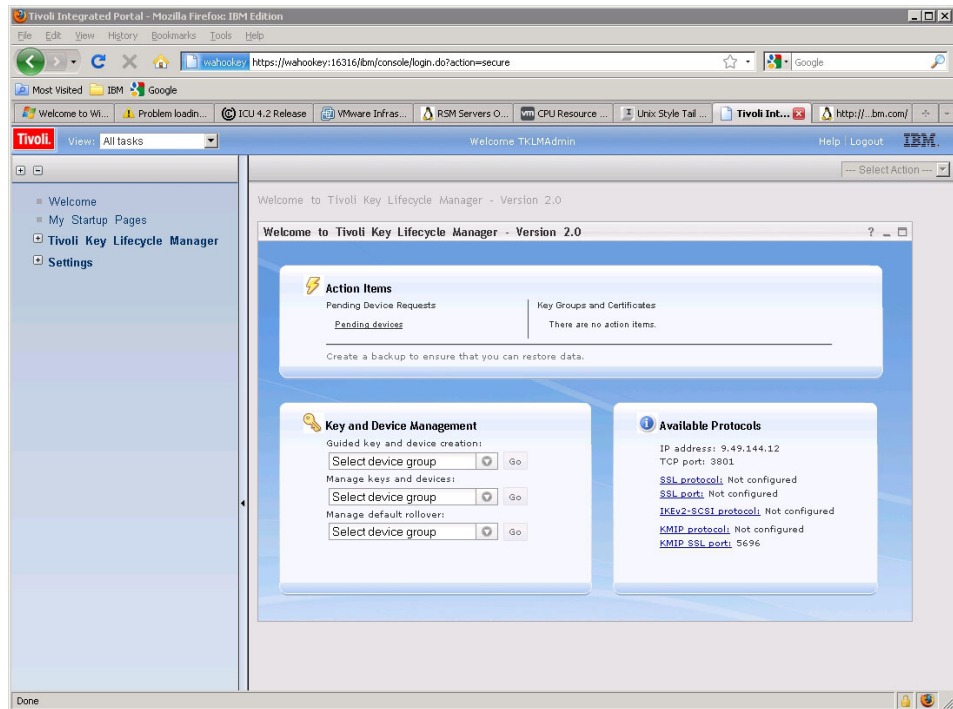 Tivoli Integrated Portal - Mozilla Firefox: IBM Edition
File Edit View History Bookmarks Tools Help
wahookey https://wahookey:16316/ibm/console/login.do?action=secure
Google
Most Visited IBM Google
Welcome to Wi... Problem loadin... ICU 4.2 Release VMware Infras... RSM Servers O... CPU Resource ... Unix Style Tail ... Tivoli Int... http://...bm.com/
Tivoli. View: All tasks Welcome TKLMAdmin Help Logout IBM.
--- Select Action ---
Welcome
My Startup Pages
Tivoli Key Lifecycle Manager
Settings
Welcome to Tivoli Key Lifecycle Manager - Version 2.0
Welcome to Tivoli Key Lifecycle Manager - Version 2.0
Action Items
Pending Device Requests
Pending devices
Key Groups and Certificates
There are no action items.
Create a backup to ensure that you can restore data.
Key and Device Management
Guided key and device creation:
Select device group Go
Manage keys and devices:
Select device group Go
Manage default rollover:
Select device group Go
Available Protocols
IP address: 9.49.144.12
TCP port: 3801
SSL protocol: Not configured
SSL port: Not configured
IKEv2-SCSI protocol: Not configured
KMIP protocol: Not configured
KMIP SSL port: 5696
Done